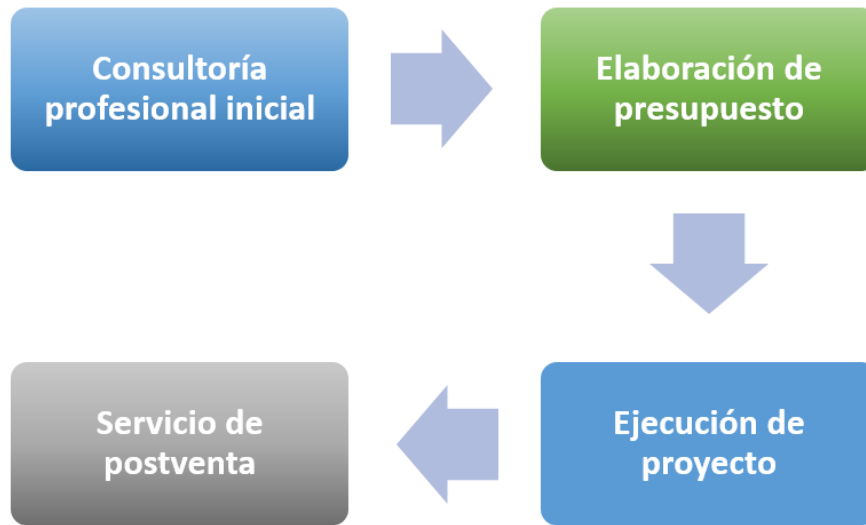 Consultoría
profesional inicial
Elaboración de
presupuesto
Ejecución de
proyecto
Servicio de
postventa